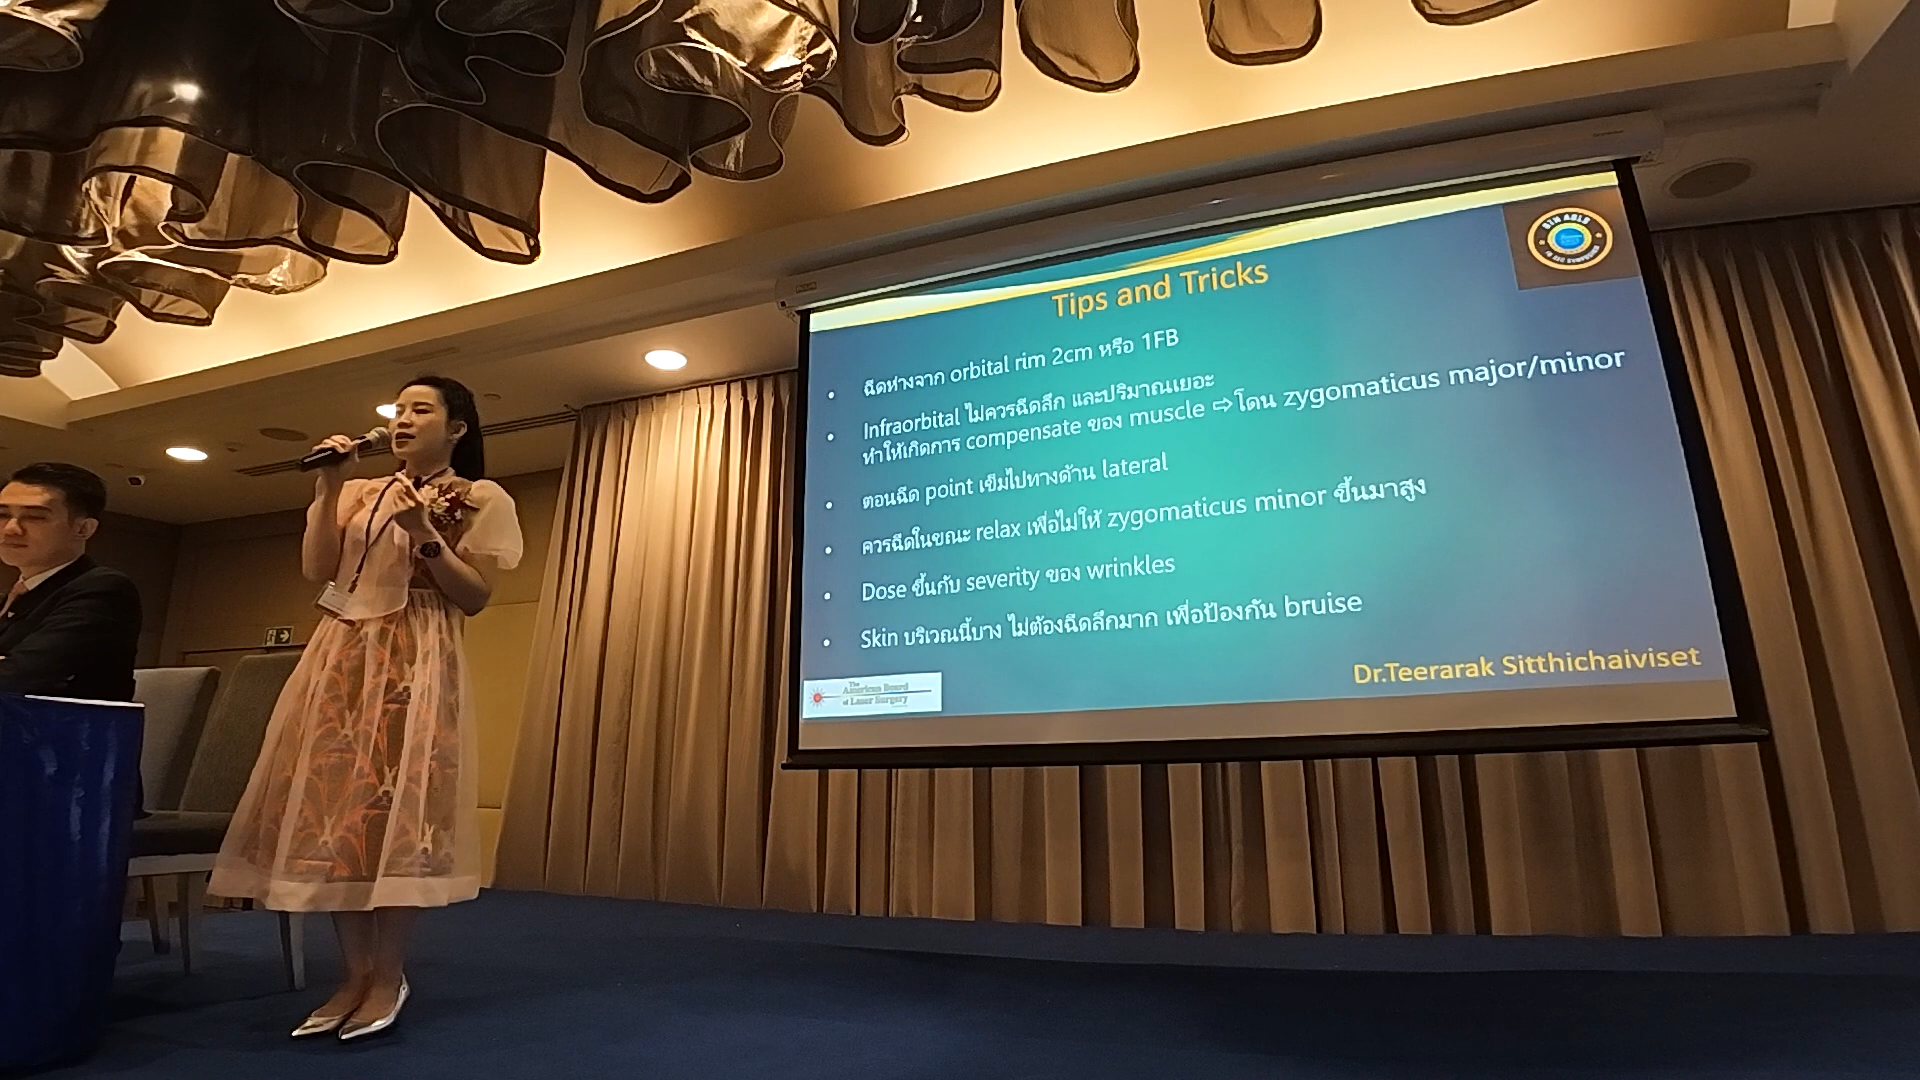 Tips and Tricks
• ฉีดห่างจาก orbital rim 2cm หรือ 1FB
• Infraorbital ไม่ควรฉีดลึก และปริมาณเยอะ
ทำให้เกิดการ compensate ของ muscle ⇨โดน zygomaticus major/minor
• ตอนฉีด point เข็มไปทางด้าน lateral
• ควรฉีดในขณะ relax เพื่อไม่ให้ zygomaticus minor ขึ้นมาสูง
• Dose ขึ้นกับ severity ของ wrinkles
• Skin บริเวณนี้บาง ไม่ต้องฉีดลึกมาก เพื่อป้องกัน bruise
Dr.Teerarak Sitthichaiviset
The
American Board
of Laser Surgery